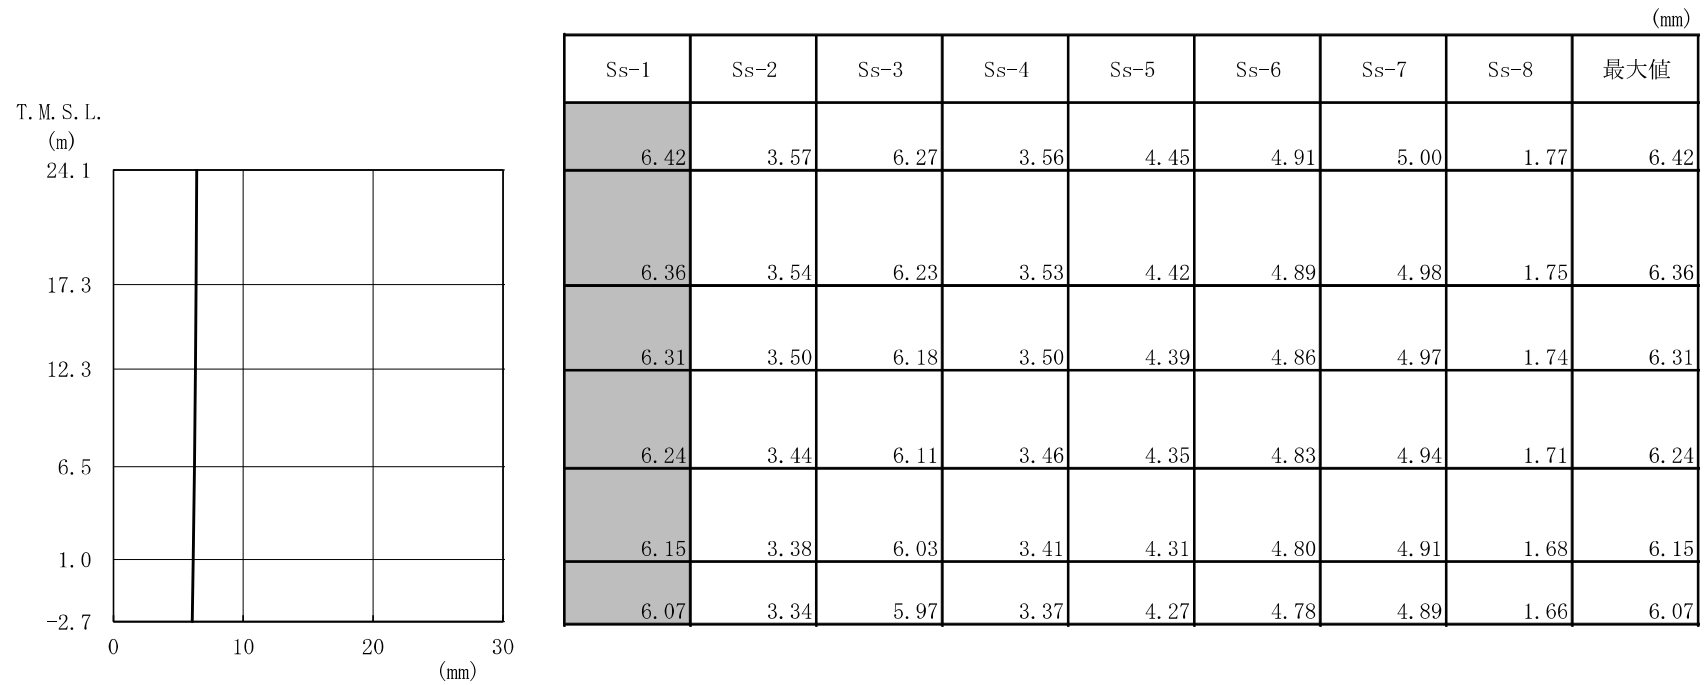 (mm)
Ss-1 Ss-2 Ss-3 Ss-4 Ss-5 Ss-6 Ss-7 Ss-8 最大値
T.M.S.L.
(m)
6.42 3.57 6.27 3.56 4.45 4.91 5.00 1.77 6.42
24.1
6.36 3.54 6.23 3.53 4.42 4.89 4.98 1.75 6.36
17.3
6.31 3.50 6.18 3.50 4.39 4.86 4.97 1.74 6.31
12.3
6.24 3.44 6.11 3.46 4.35 4.83 4.94 1.71 6.24
6.5
6.15 3.38 6.03 3.41 4.31 4.80 4.91 1.68 6.15
1.0
6.07 3.34 5.97 3.37 4.27 4.78 4.89 1.66 6.07
-2.7
0 10 20 30
(mm)